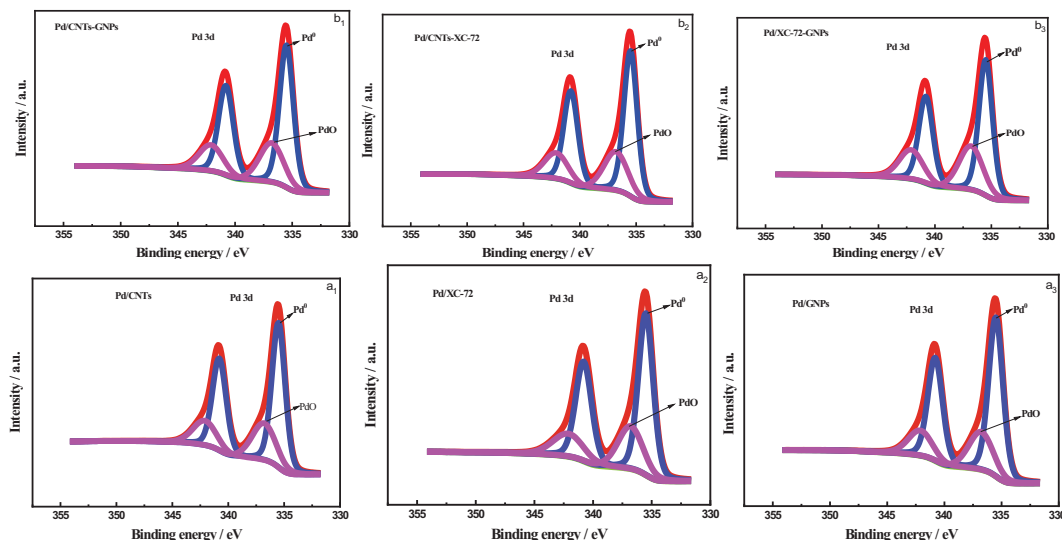 Pd/CNTs-GNPs
Pd 3d
b1
Pd⁰
PdO
Intensity / a.u.
355 350 345 340 335 330
Binding energy / eV
Pd/CNTs-XC-72
Pd 3d
b2
Pd⁰
PdO
Intensity / a.u.
355 350 345 340 335 330
Binding energy / eV
Pd/XC-72-GNPs
Pd 3d
b3
Pd⁰
PdO
Intensity / a.u.
355 350 345 340 335 330
Binding energy / eV
Pd/CNTs
Pd 3d
a1
Pd⁰
PdO
Intensity / a.u.
355 350 345 340 335 330
Binding energy / eV
Pd/XC-72
Pd 3d
a2
Pd⁰
PdO
Intensity / a.u.
355 350 345 340 335 330
Binding energy / eV
Pd/GNPs
Pd 3d
a3
Pd⁰
PdO
Intensity / a.u.
355 350 345 340 335 330
Binding energy / eV